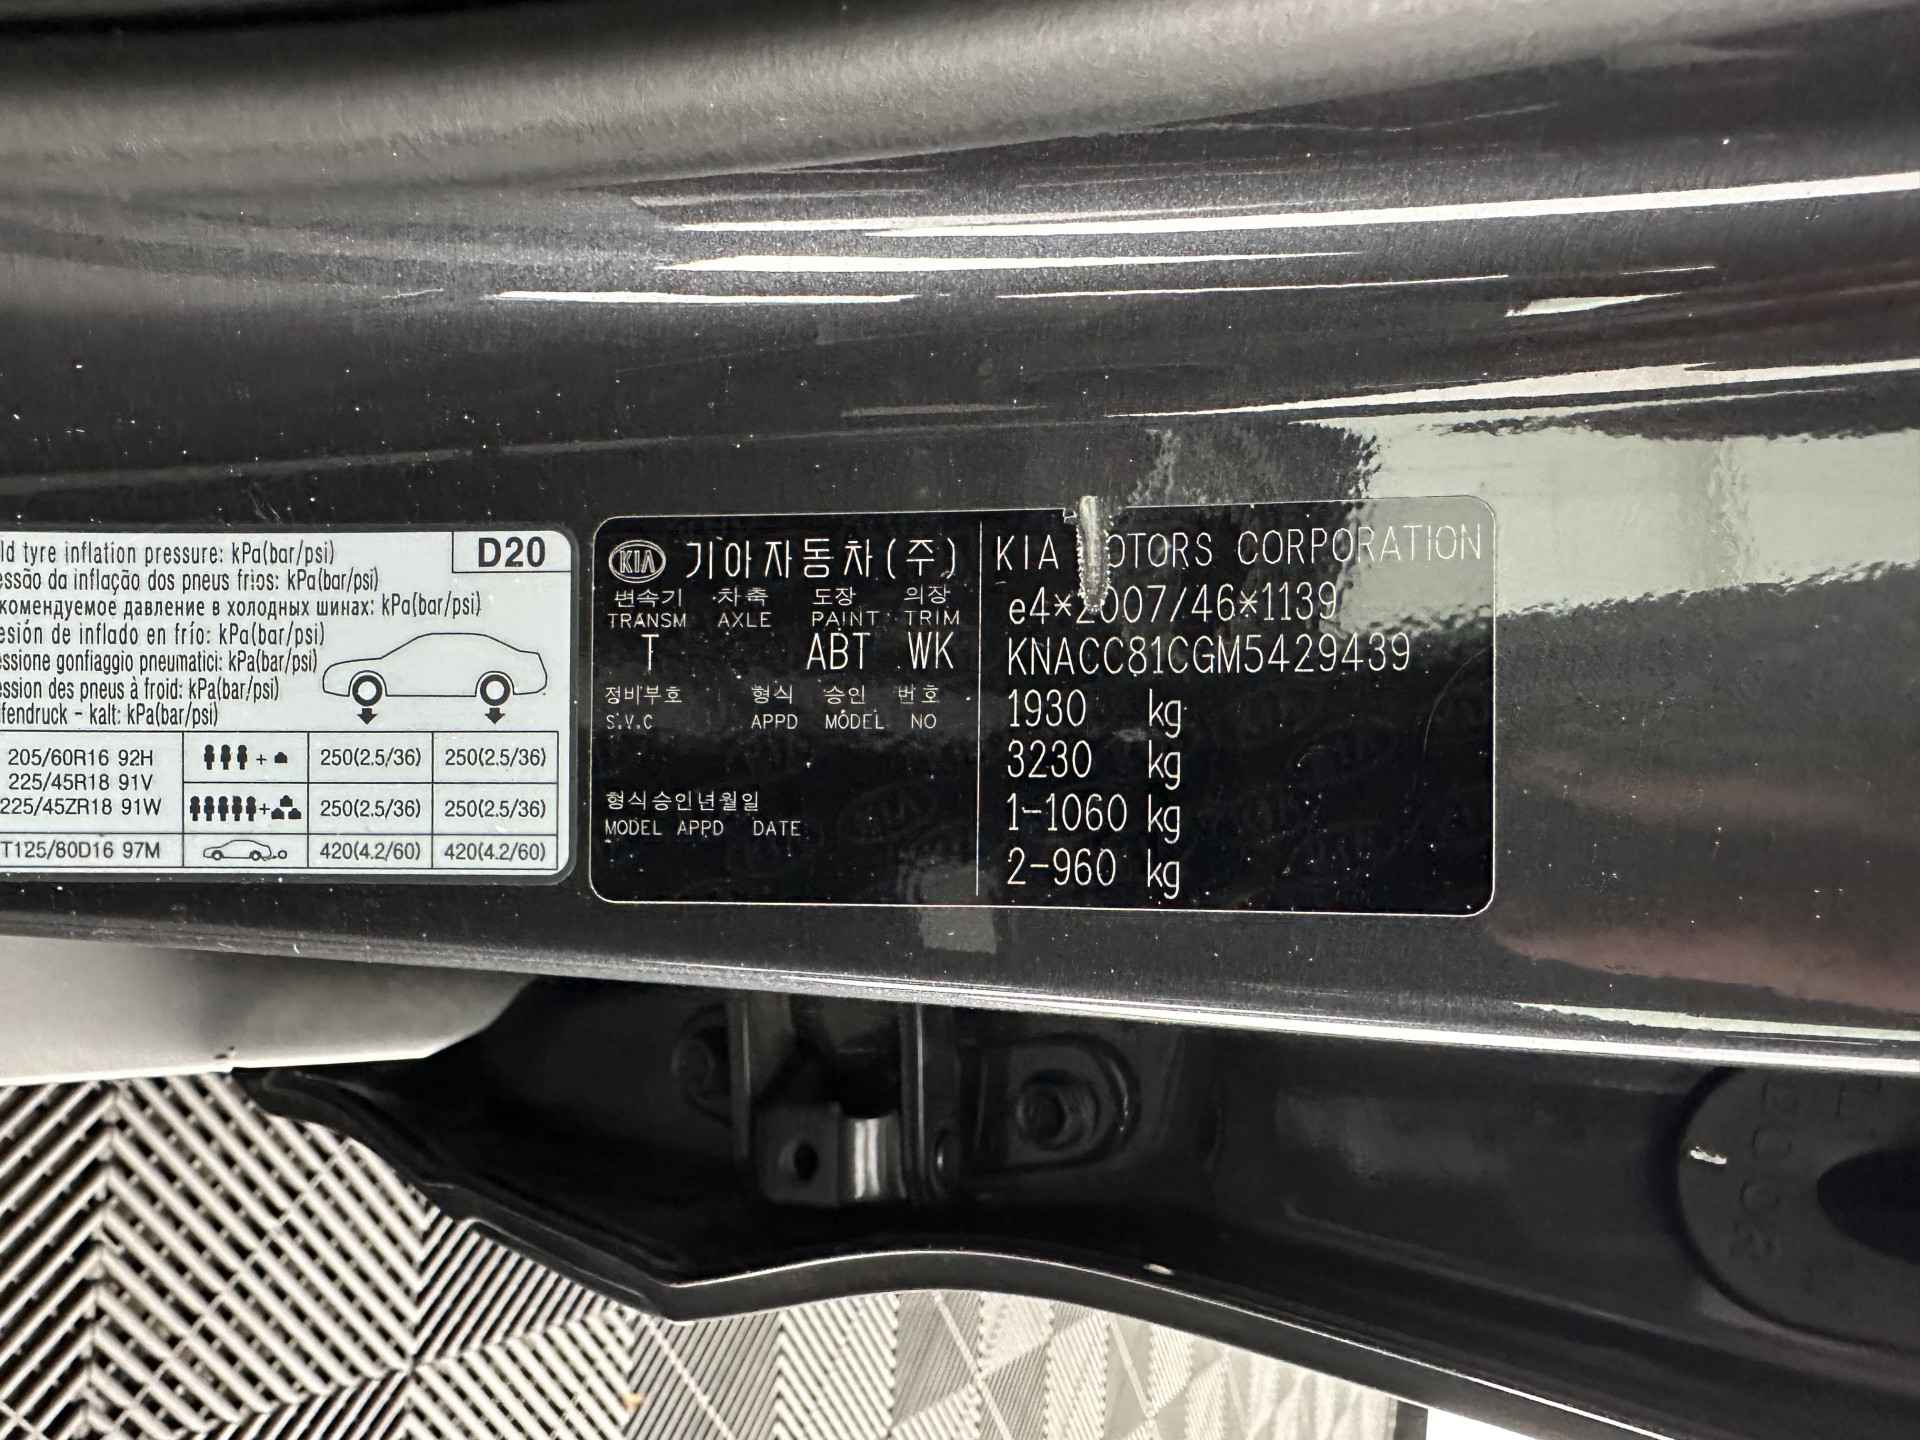 ld tyre inflation pressure: kPa(bar/psi)
D20
essão da inflação dos pneus frios: kPa(bar/psi)
комендуемое давление в холодных шинах: kPa(bar/psi)
esión de inflado en frío: kPa(bar/psi)
essione gonfiaggio pneumatici: kPa(bar/psi)
ession des pneus à froid: kPa(bar/psi)
ifendruck - kalt: kPa(bar/psi)
205/60R16 92H
225/45R18 91V
225/45ZR18 91W
+ 250(2.5/36) 250(2.5/36)
+ 250(2.5/36) 250(2.5/36)
T125/80D16 97M 420(4.2/60) 420(4.2/60)
KIA 기아자동차(주)
변속기 차축 도장 의장
TRANSM AXLE PAINT TRIM
T ABT WK
정비부호 형식 승인 번호
S.V.C APPD MODEL NO
형식승인년월일
MODEL APPD DATE
KIA OTORS CORPORATION
e4*2007/46*1139
KNACC81CGM5429439
1930 kg
3230 kg
1-1060 kg
2-960 kg
DOOR